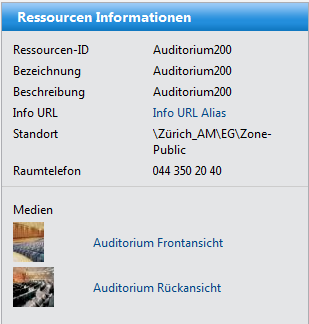 Ressourcen Informationen
Ressourcen-ID Auditorium200
Bezeichnung Auditorium200
Beschreibung Auditorium200
Info URL Info URL Alias
Standort \Zürich_AM\EG\Zone-
Public
Raumtelefon 044 350 20 40
Medien
Auditorium Frontansicht
Auditorium Rückansicht